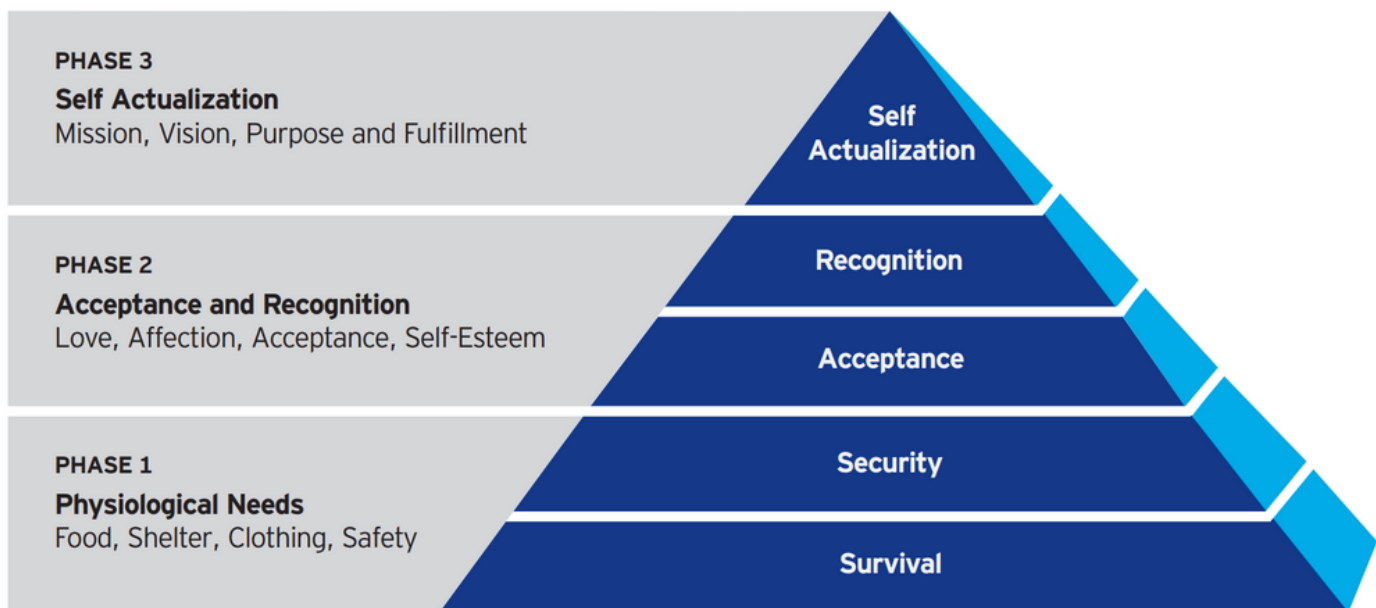 PHASE 3
Self Actualization
Mission, Vision, Purpose and Fulfillment
Self
Actualization
PHASE 2
Acceptance and Recognition
Love, Affection, Acceptance, Self-Esteem
Recognition
Acceptance
PHASE 1
Physiological Needs
Food, Shelter, Clothing, Safety
Security
Survival